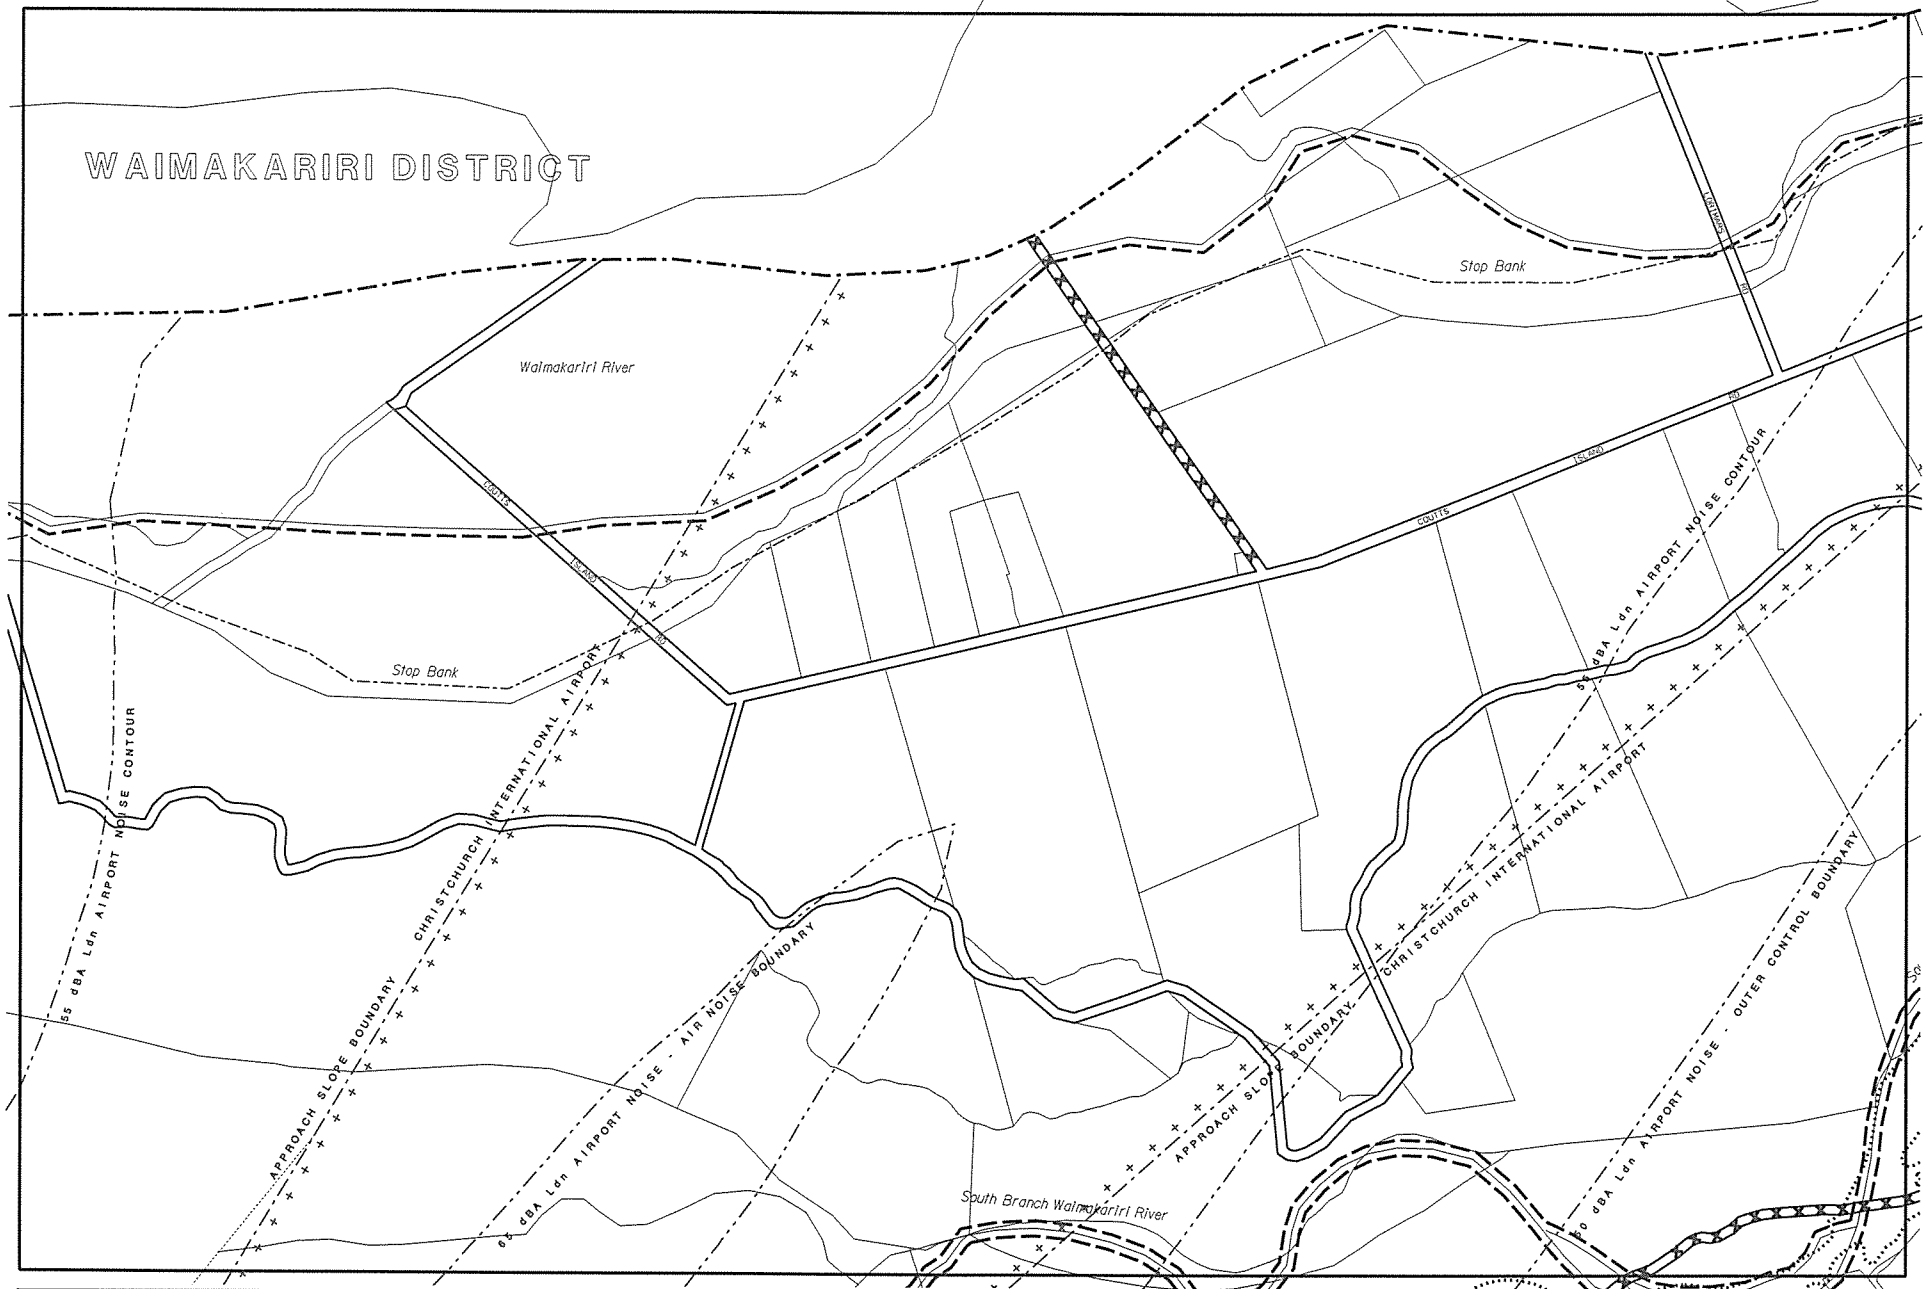 WAIMAKARIRI DISTRICT
LORIMANS
RD
Stop Bank
Waimakariri River
RD
ISLAND
COUTTS
COUTTS
ISLAND
RD
Stop Bank
55 dBA Ldn AIRPORT NOISE CONTOUR
APPROACH SLOPE BOUNDARY
CHRISTCHURCH INTERNATIONAL AIRPORT
65 dBA Ldn AIRPORT NOISE - AIR NOISE BOUNDARY
55 dBA Ldn AIRPORT NOISE CONTOUR
APPROACH SLOPE BOUNDARY
CHRISTCHURCH INTERNATIONAL AIRPORT
50 dBA Ldn AIRPORT NOISE - OUTER CONTROL BOUNDARY
South Branch Waimakariri River